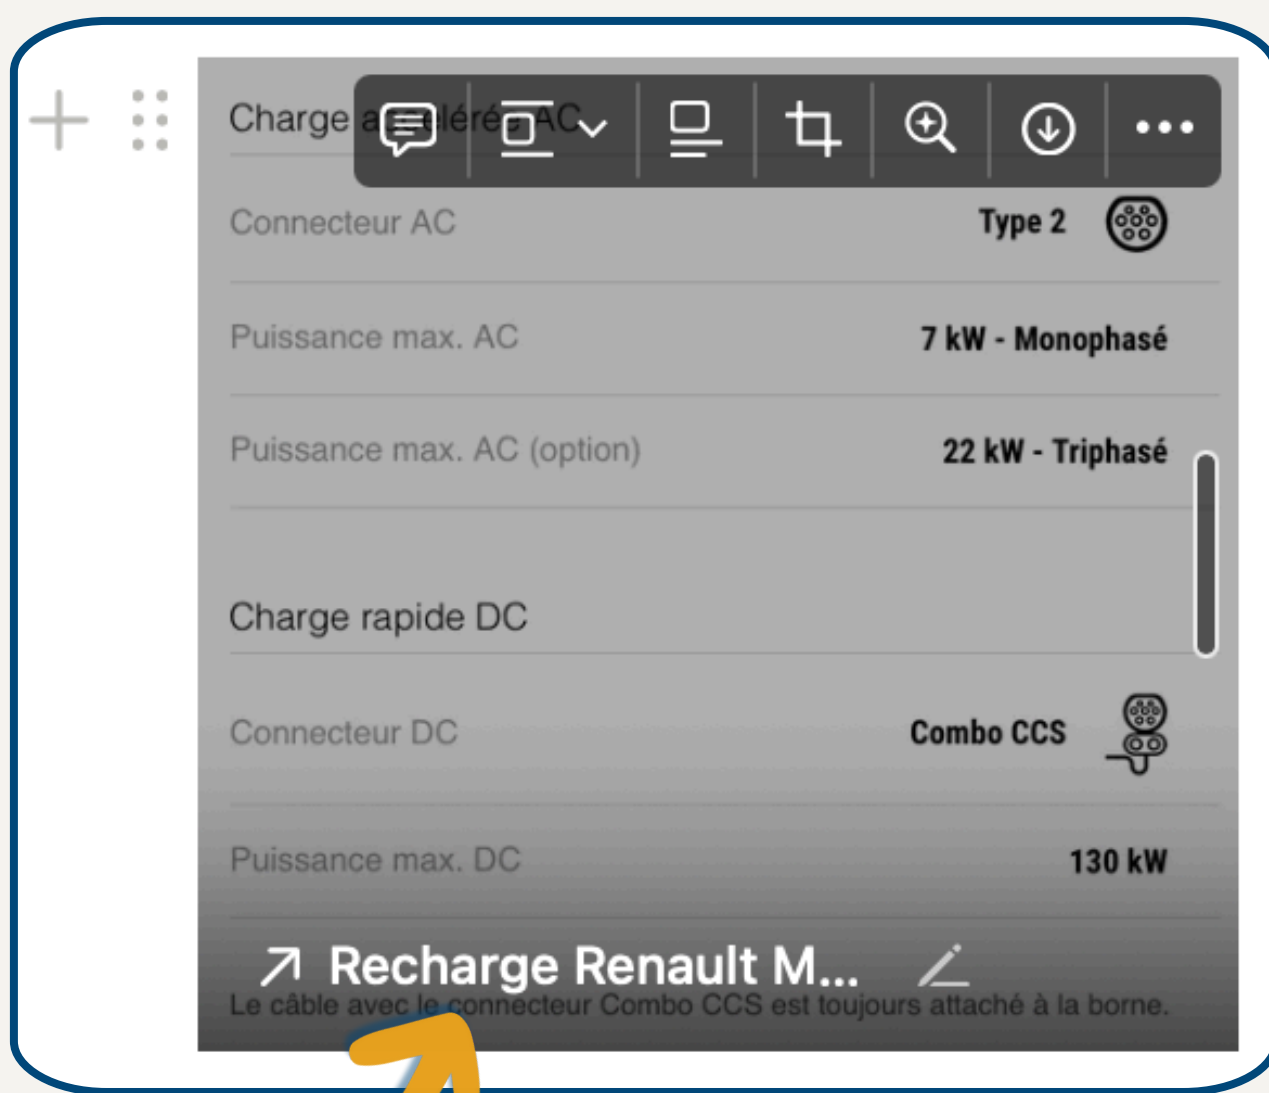 Charge accélérée AC
Connecteur AC
Type 2
Puissance max. AC
7 kW - Monophasé
Puissance max. AC (option)
22 kW - Triphasé
Charge rapide DC
Connecteur DC
Combo CCS
Puissance max. DC
130 kW
Recharge Renault M...
Le câble avec le connecteur Combo CCS est toujours attaché à la borne.